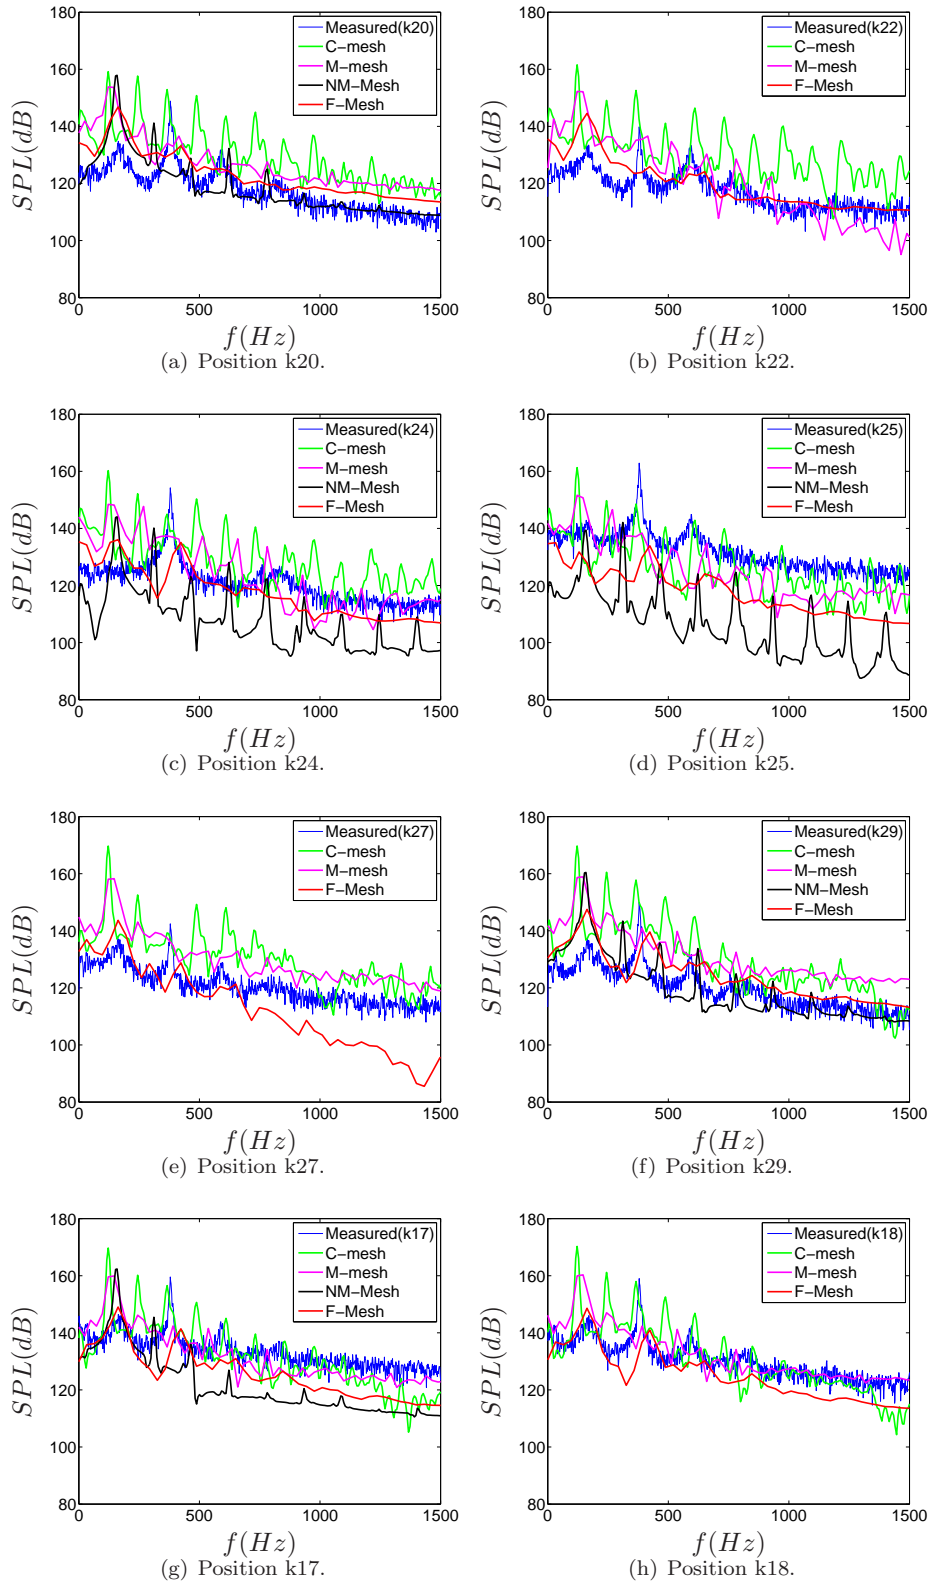 180
160
140
120
100
80
SPL(dB)
0
500
1000
1500
f(Hz)
Measured(k20)
C-mesh
M-mesh
NM-Mesh
F-Mesh
(a) Position k20.
180
160
140
120
100
80
SPL(dB)
0
500
1000
1500
f(Hz)
Measured(k22)
C-mesh
M-mesh
F-Mesh
(b) Position k22.
180
160
140
120
100
80
SPL(dB)
0
500
1000
1500
f(Hz)
Measured(k24)
C-mesh
M-mesh
NM-Mesh
F-Mesh
(c) Position k24.
180
160
140
120
100
80
SPL(dB)
0
500
1000
1500
f(Hz)
Measured(k25)
C-mesh
M-mesh
NM-Mesh
F-Mesh
(d) Position k25.
180
160
140
120
100
80
SPL(dB)
0
500
1000
1500
f(Hz)
Measured(k27)
C-mesh
M-mesh
F-Mesh
(e) Position k27.
180
160
140
120
100
80
SPL(dB)
0
500
1000
1500
f(Hz)
Measured(k29)
C-mesh
M-mesh
NM-Mesh
F-Mesh
(f) Position k29.
180
160
140
120
100
80
SPL(dB)
0
500
1000
1500
f(Hz)
Measured(k17)
C-mesh
M-mesh
NM-Mesh
F-Mesh
(g) Position k17.
180
160
140
120
100
80
SPL(dB)
0
500
1000
1500
f(Hz)
Measured(k18)
C-mesh
M-mesh
F-Mesh
(h) Position k18.